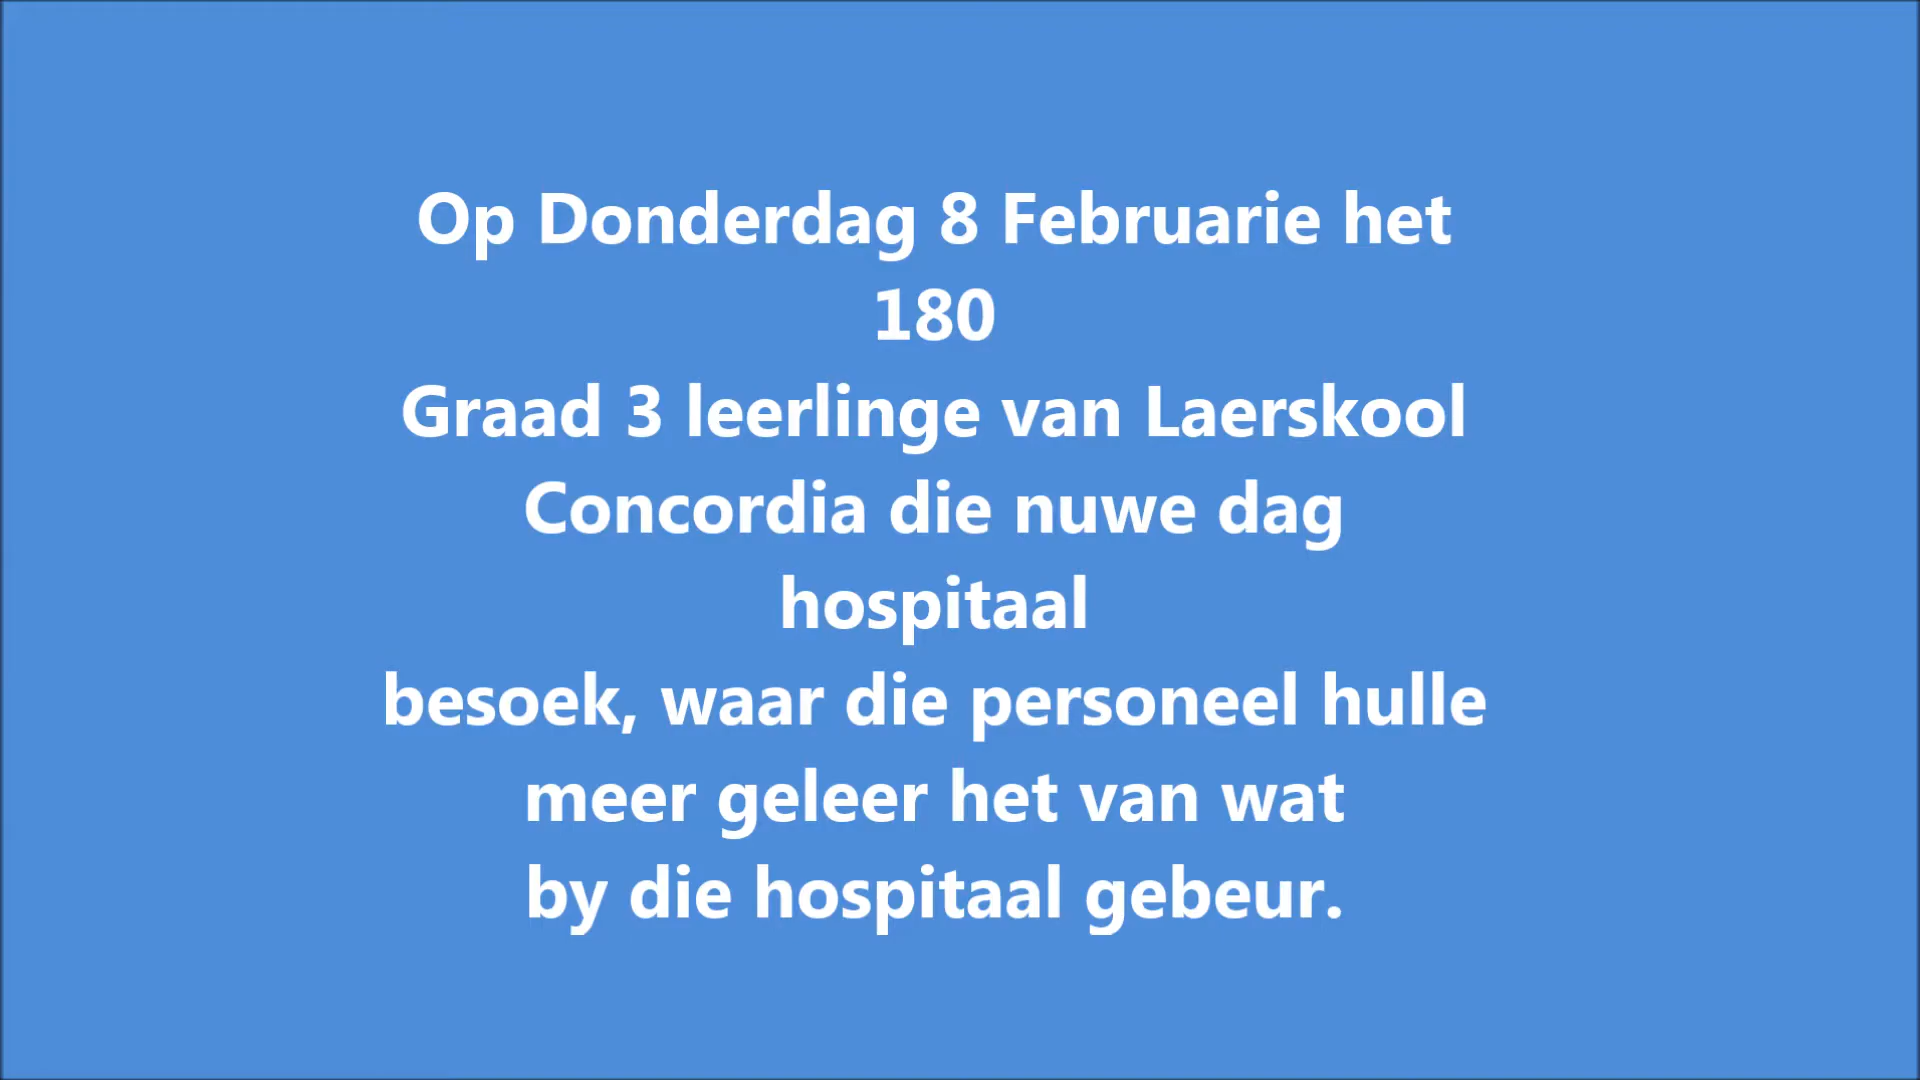 Op Donderdag 8 Februarie het
180
Graad 3 leerlinge van Laerskool
Concordia die nuwe dag
hospitaal
besoek, waar die personeel hulle
meer geleer het van wat
by die hospitaal gebeur.